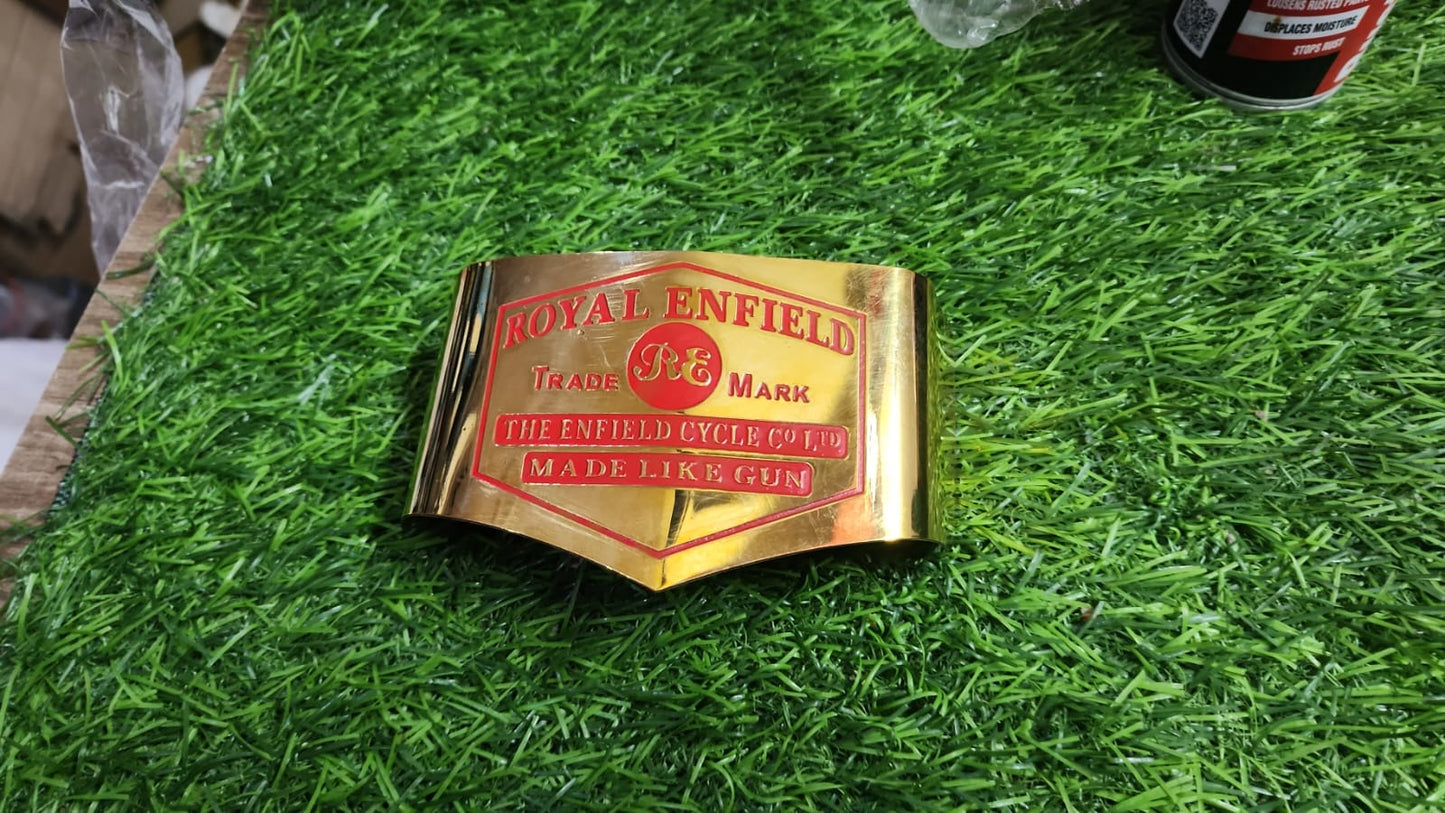 LOOSENS RUSTED PARTS
DISPLACES MOISTURE
STOPS RUST
ROYAL ENFIELD
TRADE RE MARK
THE ENFIELD CYCLE CO LTD
MADE LIKE GUN